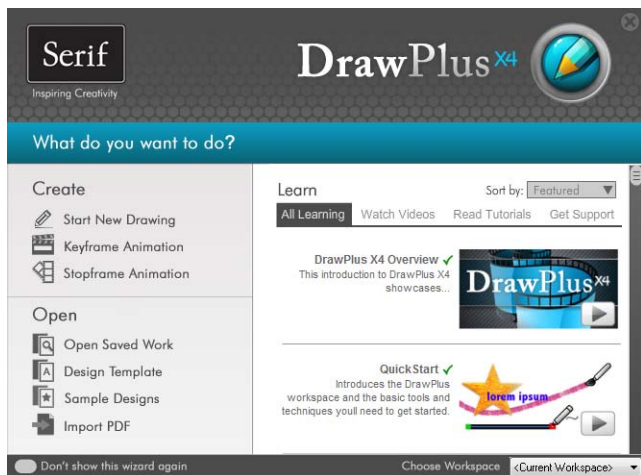 Serif
Inspiring Creativity
DrawPlus X4
What do you want to do?
Create
Start New Drawing
Keyframe Animation
Stopframe Animation
Open
Open Saved Work
Design Template
Sample Designs
Import PDF
Learn
Sort by: Featured
All Learning Watch Videos Read Tutorials Get Support
DrawPlus X4 Overview
This introduction to DrawPlus X4
showcases...
DrawPlus X4
QuickStart
Introduces the DrawPlus
workspace and the basic tools and
techniques youll need to get started.
lorem ipsum
Don't show this wizard again
Choose Workspace <Current Workspace>